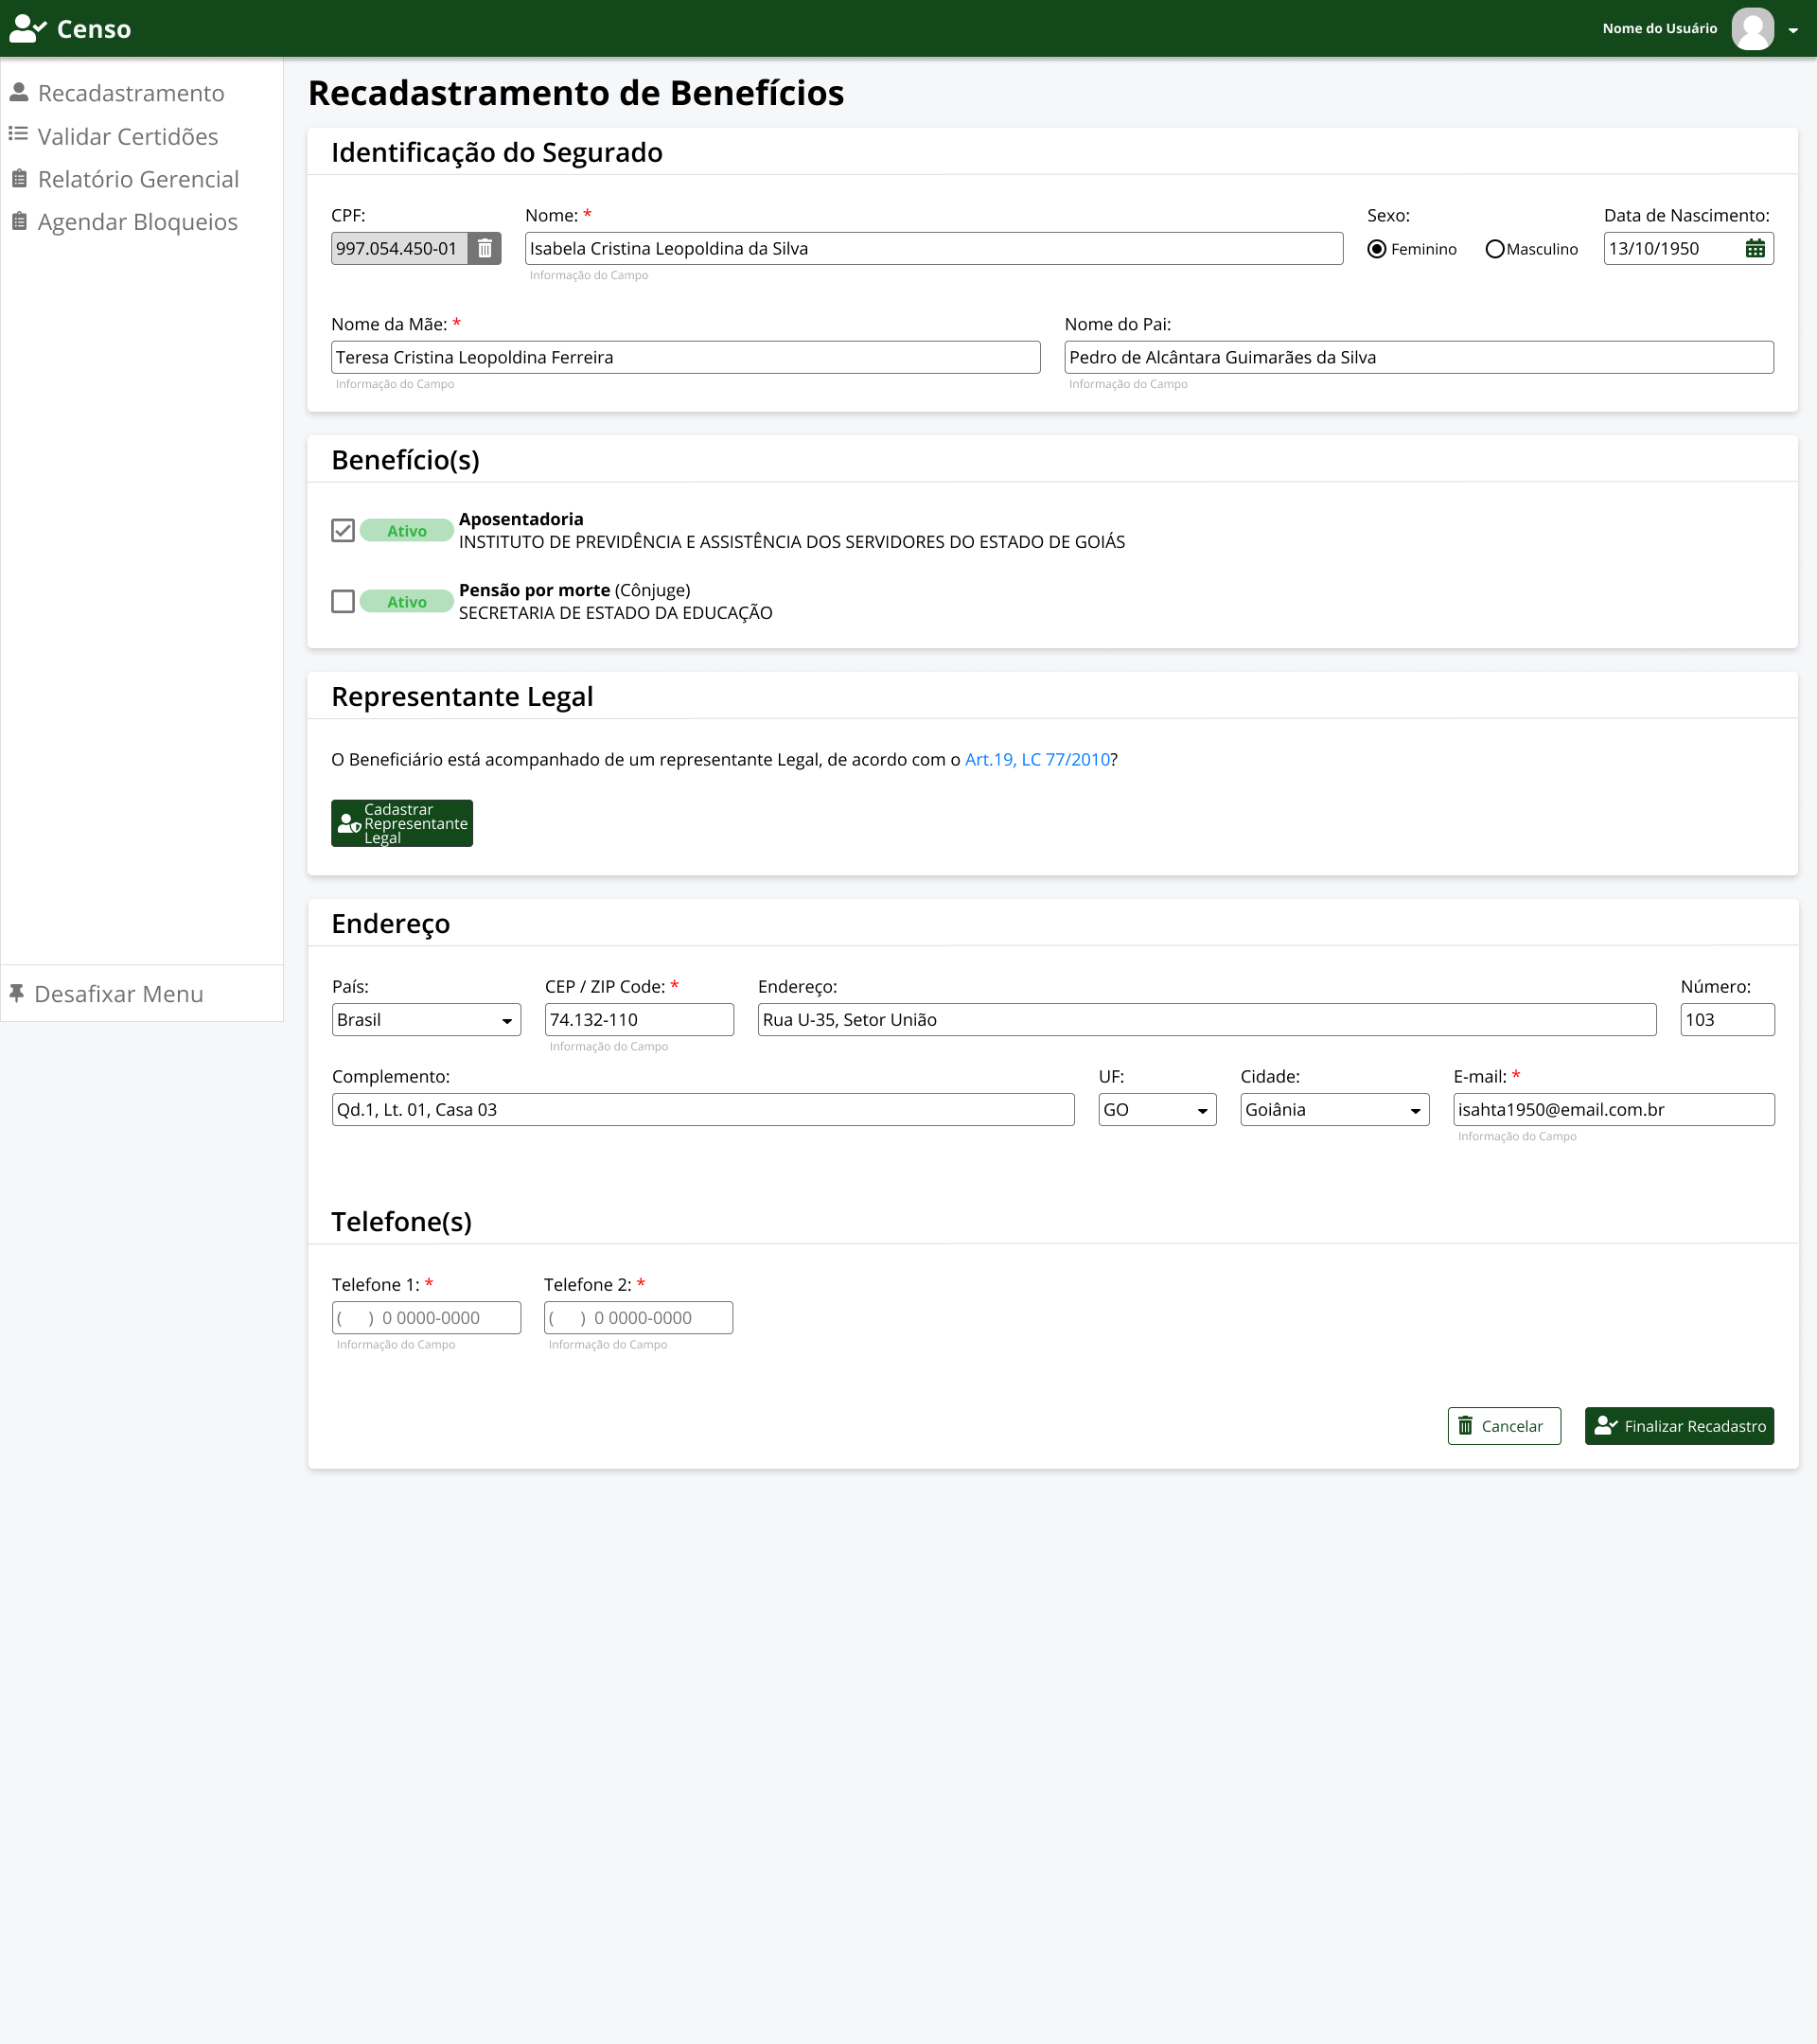 Censo
Nome do Usuário
Recadastramento
Validar Certidões
Relatório Gerencial
Agendar Bloqueios
Desafixar Menu
Recadastramento de Benefícios
Identificação do Segurado
CPF:
997.054.450-01
Nome: *
Isabela Cristina Leopoldina da Silva
Informação do Campo
Sexo:
Feminino
Masculino
Data de Nascimento:
13/10/1950
Nome da Mãe: *
Teresa Cristina Leopoldina Ferreira
Informação do Campo
Nome do Pai:
Pedro de Alcântara Guimarães da Silva
Informação do Campo
Benefício(s)
Ativo
Aposentadoria
INSTITUTO DE PREVIDÊNCIA E ASSISTÊNCIA DOS SERVIDORES DO ESTADO DE GOIÁS
Ativo
Pensão por morte (Cônjuge)
SECRETARIA DE ESTADO DA EDUCAÇÃO
Representante Legal
O Beneficiário está acompanhado de um representante Legal, de acordo com o Art.19, LC 77/2010?
Cadastrar
Representante
Legal
Endereço
País:
Brasil
CEP / ZIP Code: *
74.132-110
Informação do Campo
Endereço:
Rua U-35, Setor União
Número:
103
Complemento:
Qd.1, Lt. 01, Casa 03
UF:
GO
Cidade:
Goiânia
E-mail: *
isahta1950@email.com.br
Informação do Campo
Telefone(s)
Telefone 1: *
( ) 0 0000-0000
Informação do Campo
Telefone 2: *
( ) 0 0000-0000
Informação do Campo
Cancelar
Finalizar Recadastro